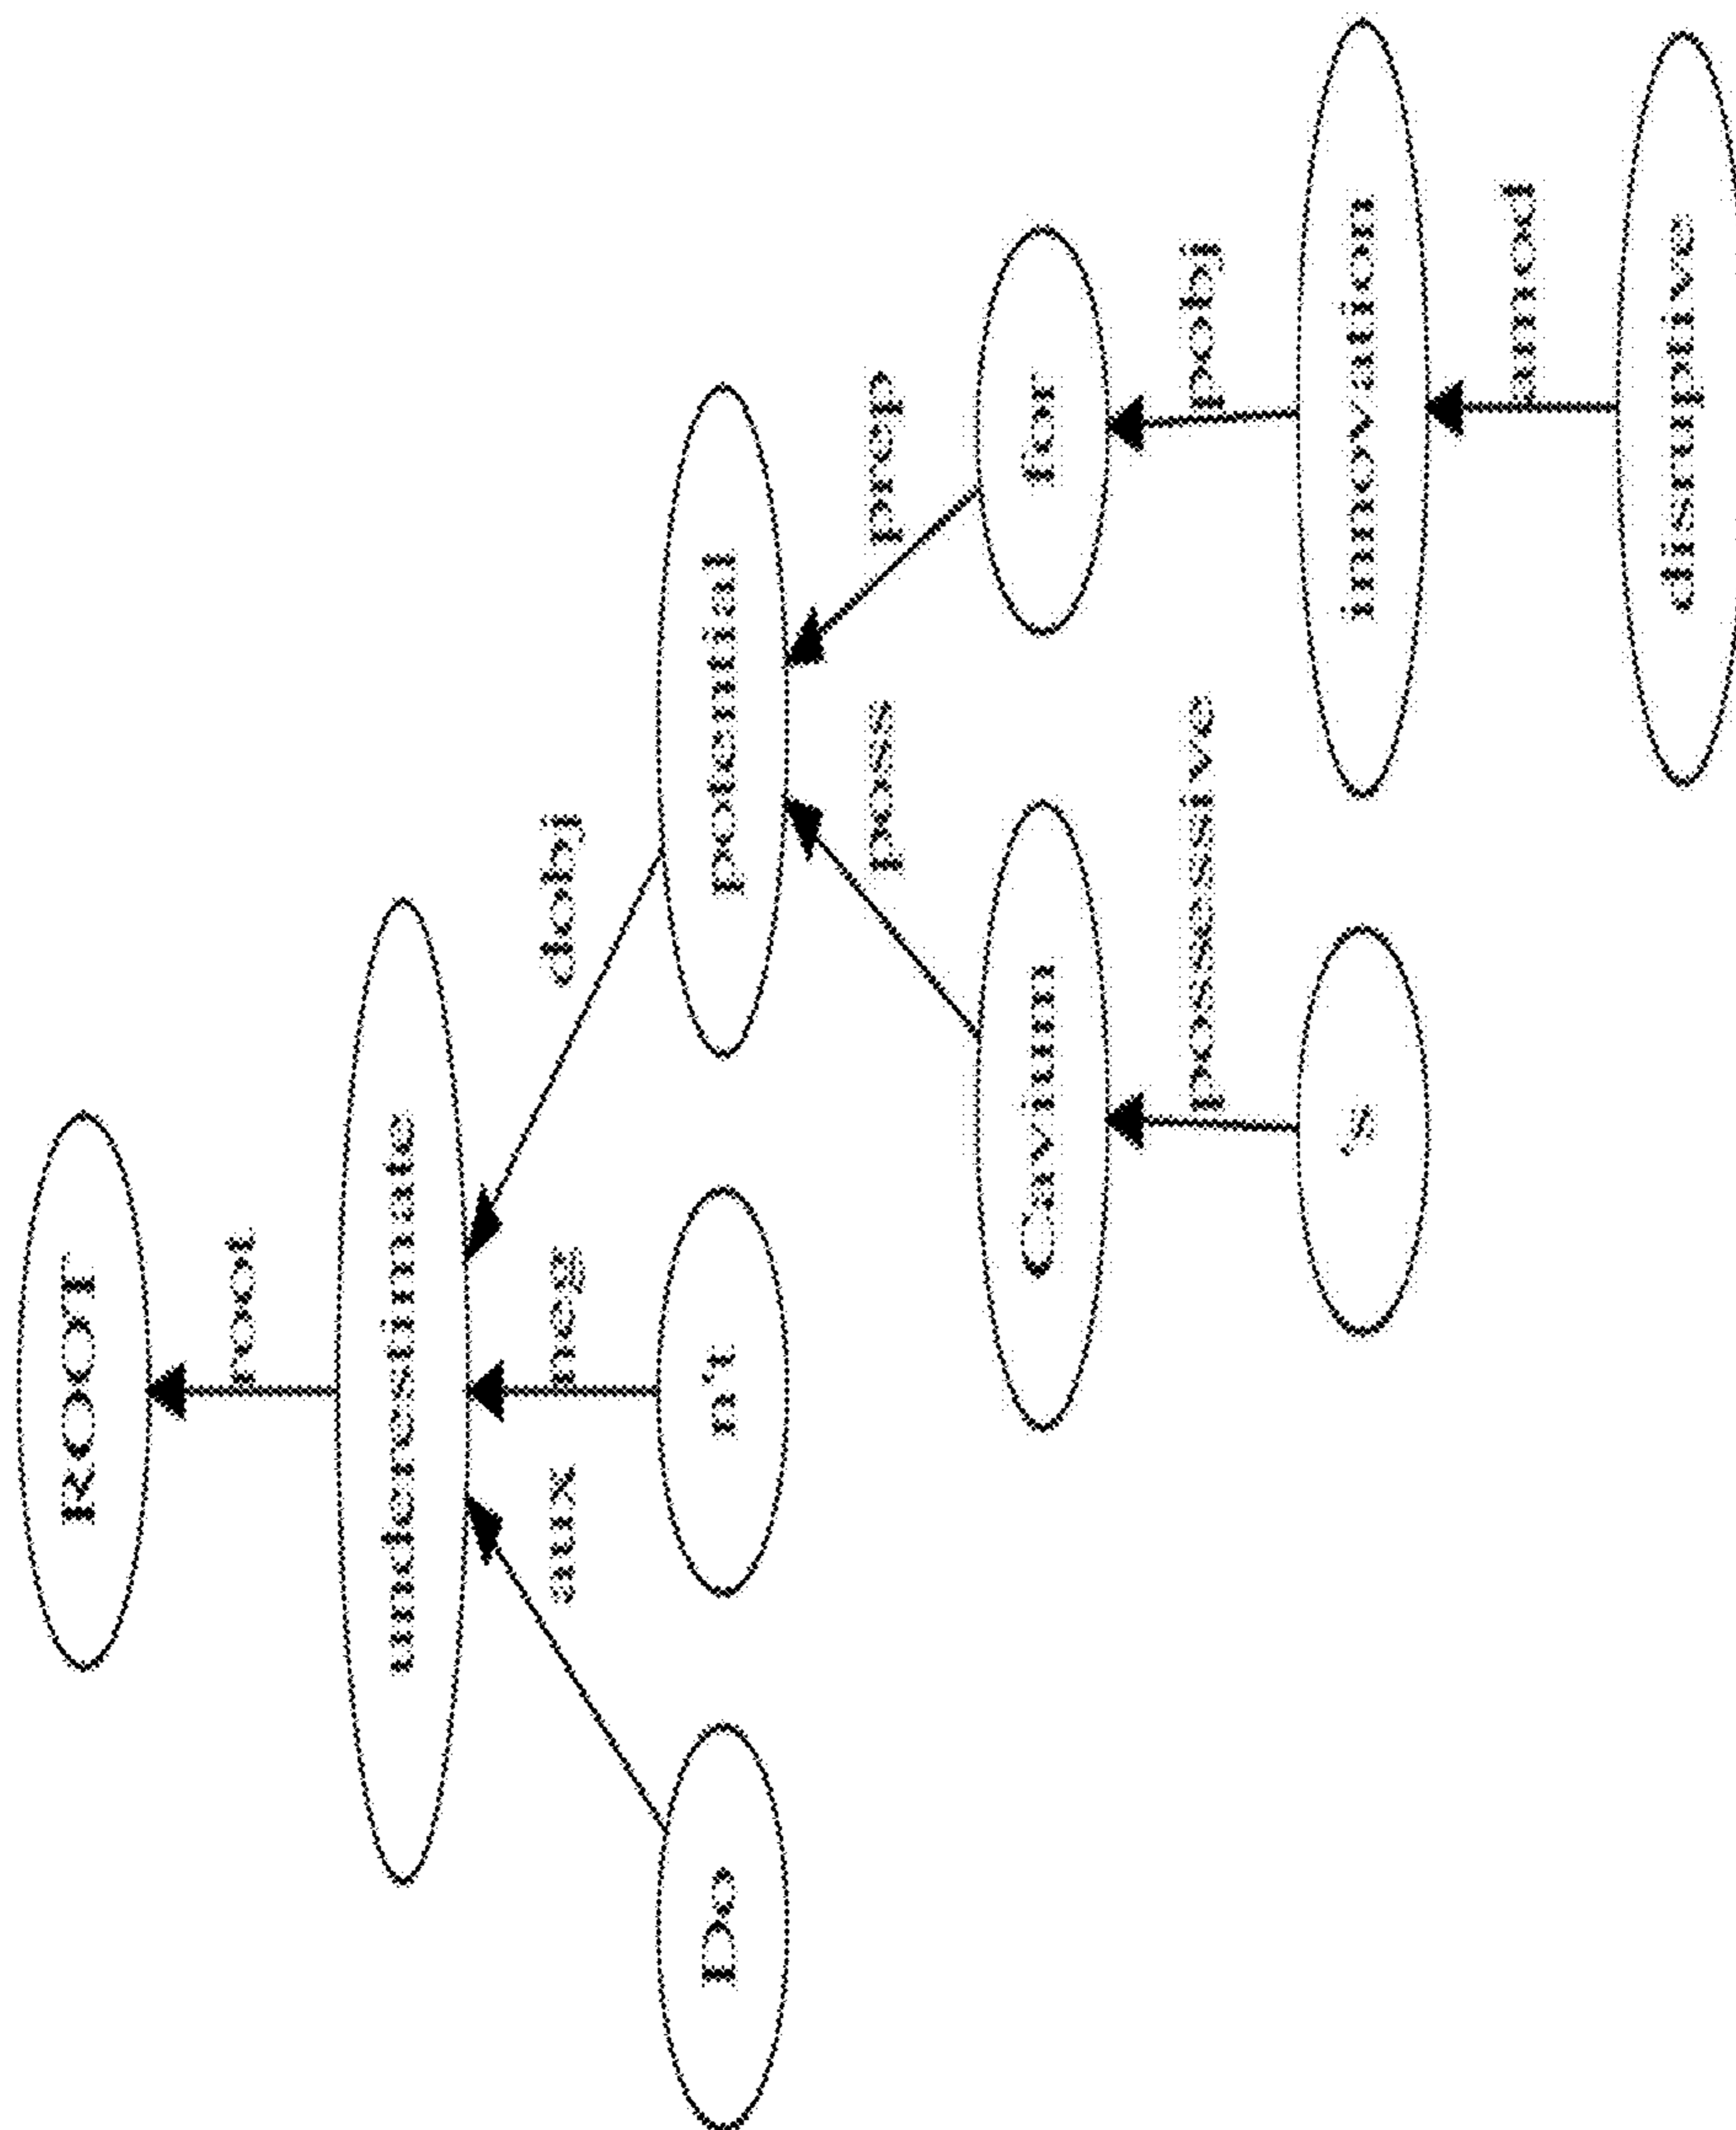 ROOT
root
underestimate
aux
neg
dobj
Do
n't
potential
poss
prep
Cavium
for
possessive
pobj
's
innovation
amod
disruptive